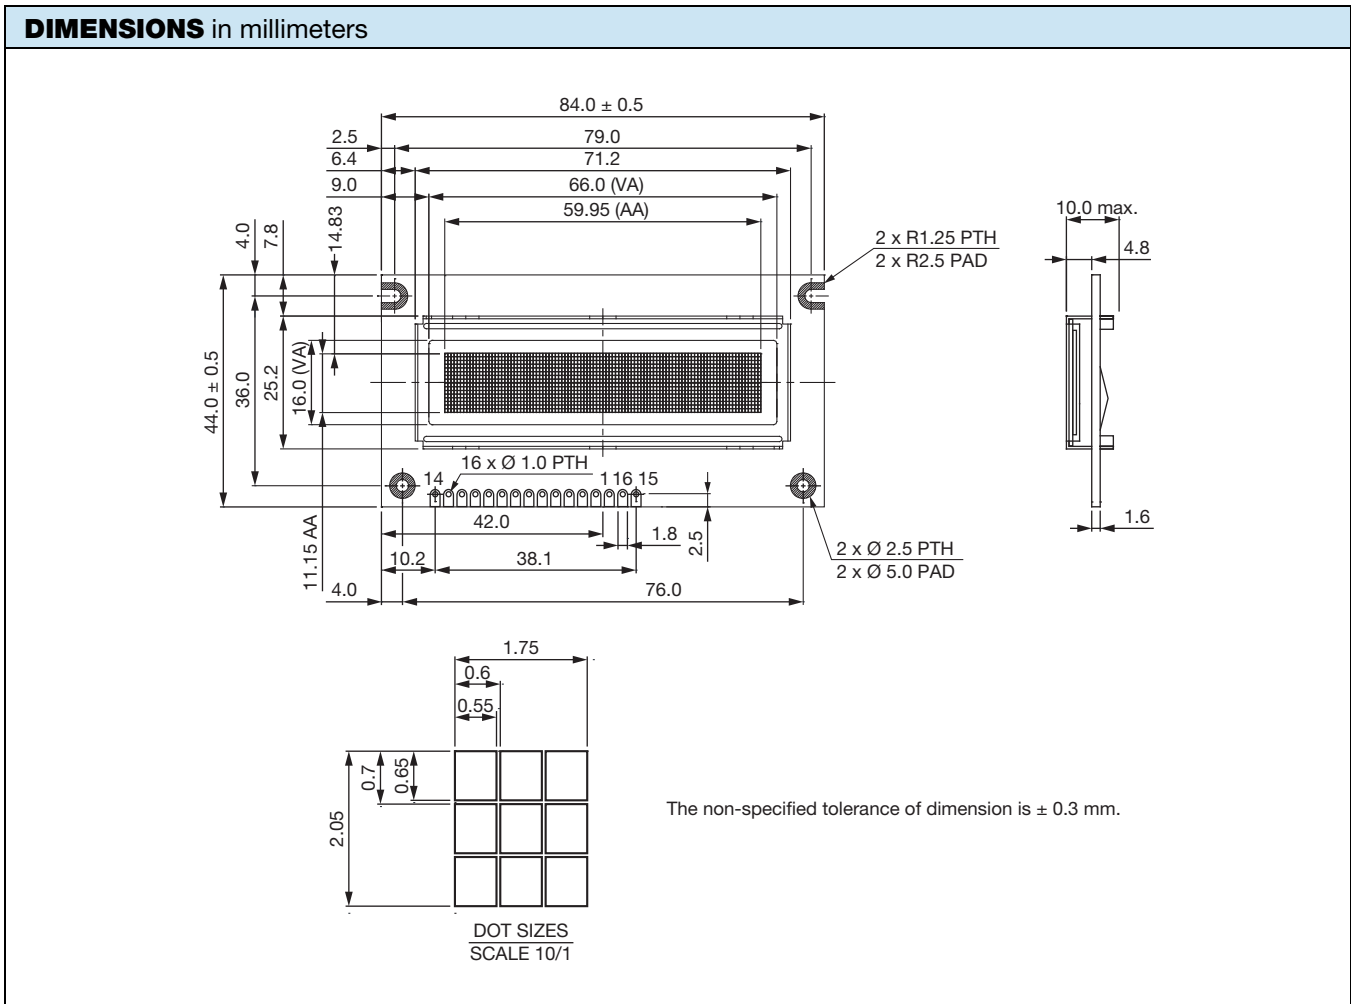 DIMENSIONS in millimeters
84.0 ± 0.5
2.5 79.0
6.4 71.2
9.0 66.0 (VA)
59.95 (AA)
10.0 max.
4.8
4.0
7.8
14.83
2 x R1.25 PTH
2 x R2.5 PAD
44.0 ± 0.5
36.0
25.2
16.0 (VA)
11.15 AA
16 x Ø 1.0 PTH
14 1 16 15
42.0 1.8 2.5
1.6
10.2 38.1
2 x Ø 2.5 PTH
2 x Ø 5.0 PAD
4.0 76.0
1.75
0.6
0.55
0.7
0.65
2.05
The non-specified tolerance of dimension is ± 0.3 mm.
DOT SIZES
SCALE 10/1